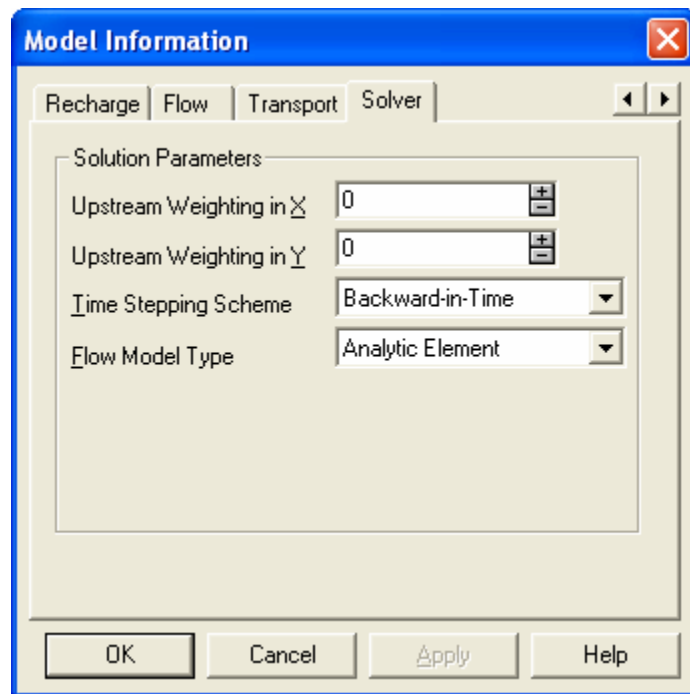 Model Information
Recharge Flow Transport Solver
Solution Parameters
Upstream Weighting in X 0
Upstream Weighting in Y 0
Time Stepping Scheme Backward-in-Time
Flow Model Type Analytic Element
OK Cancel Apply Help